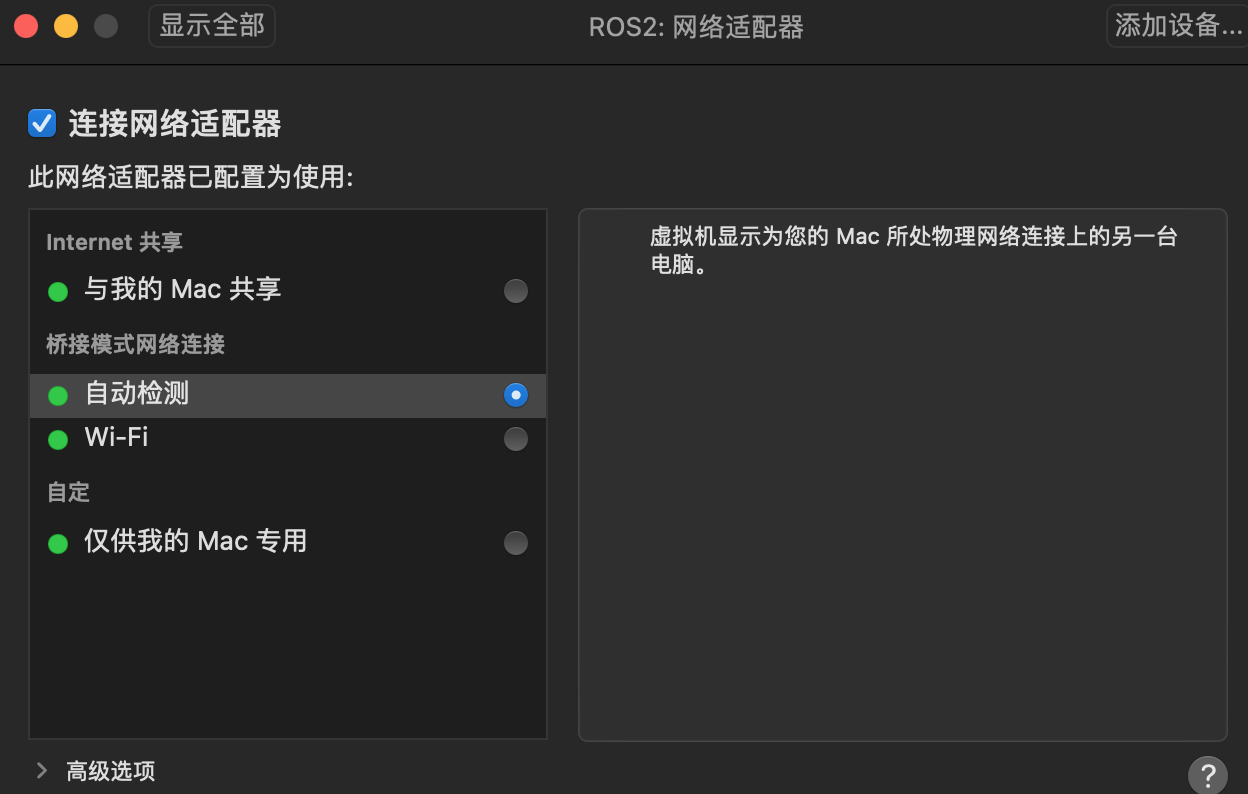 显示全部
ROS2: 网络适配器
添加设备...
连接网络适配器
此网络适配器已配置为使用:
Internet 共享
与我的 Mac 共享
桥接模式网络连接
自动检测
Wi-Fi
自定
仅供我的 Mac 专用
虚拟机显示为您的 Mac 所处物理网络连接上的另一台
电脑。
高级选项
?